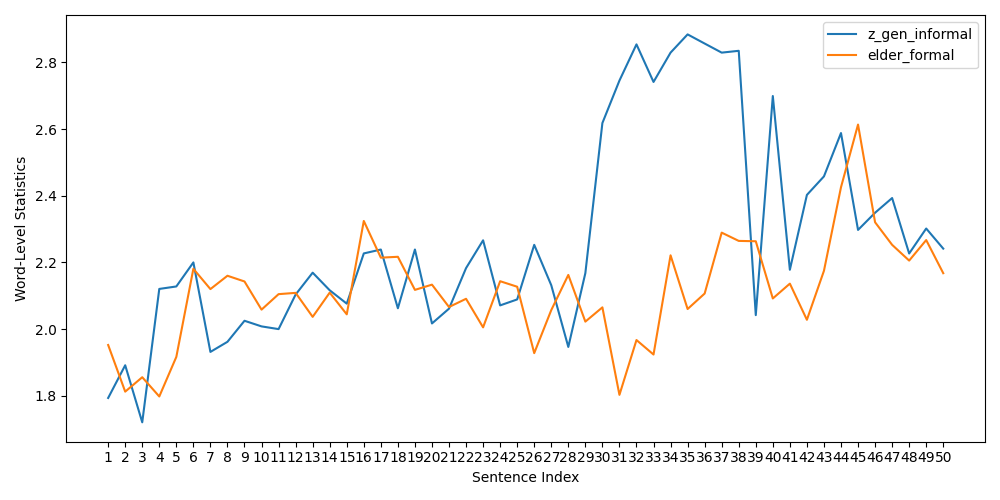 z_gen_informal
elder_formal
Word-Level Statistics
2.8
2.6
2.4
2.2
2.0
1.8
1 2 3 4 5 6 7 8 9 10 11 12 13 14 15 16 17 18 19 20 21 22 23 24 25 26 27 28 29 30 31 32 33 34 35 36 37 38 39 40 41 42 43 44 45 46 47 48 49 50
Sentence Index